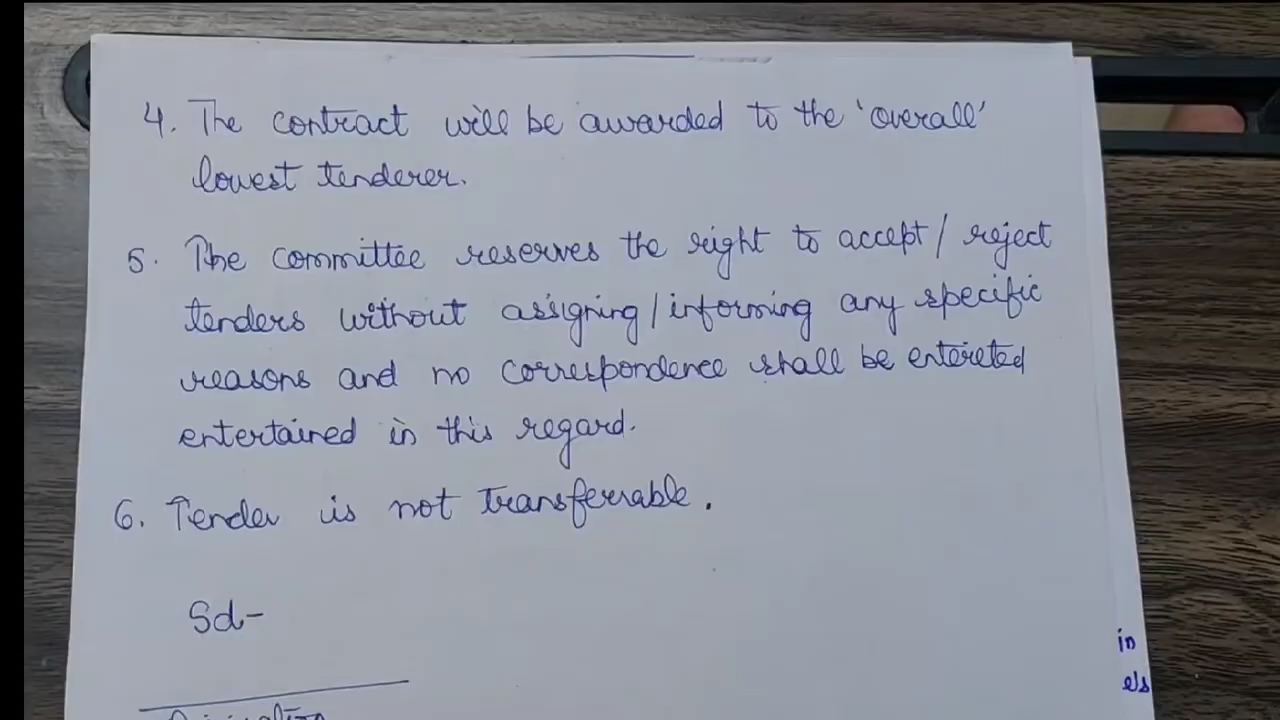 4. The contract will be awarded to the 'overall'
lowest tenderer.
5. The committee reserves the right to accept/reject
tenders without assigning/informing any specific
reasons and no correspondence shall be entereted
entertained in this regard.
6. Tender is not transferrable.
Sd-
in
els